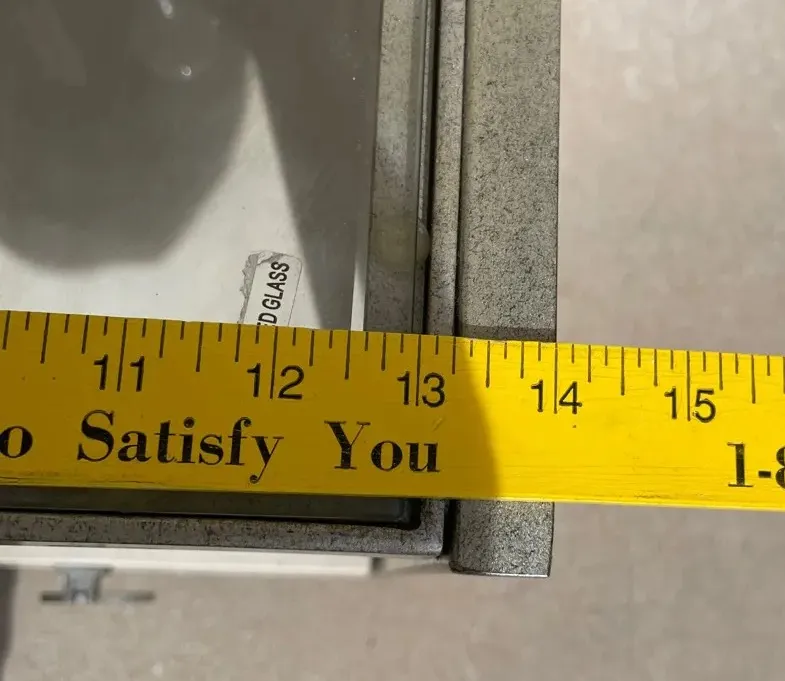 ED GLASS
11 12 13 14 15
o Satisfy You 1-8